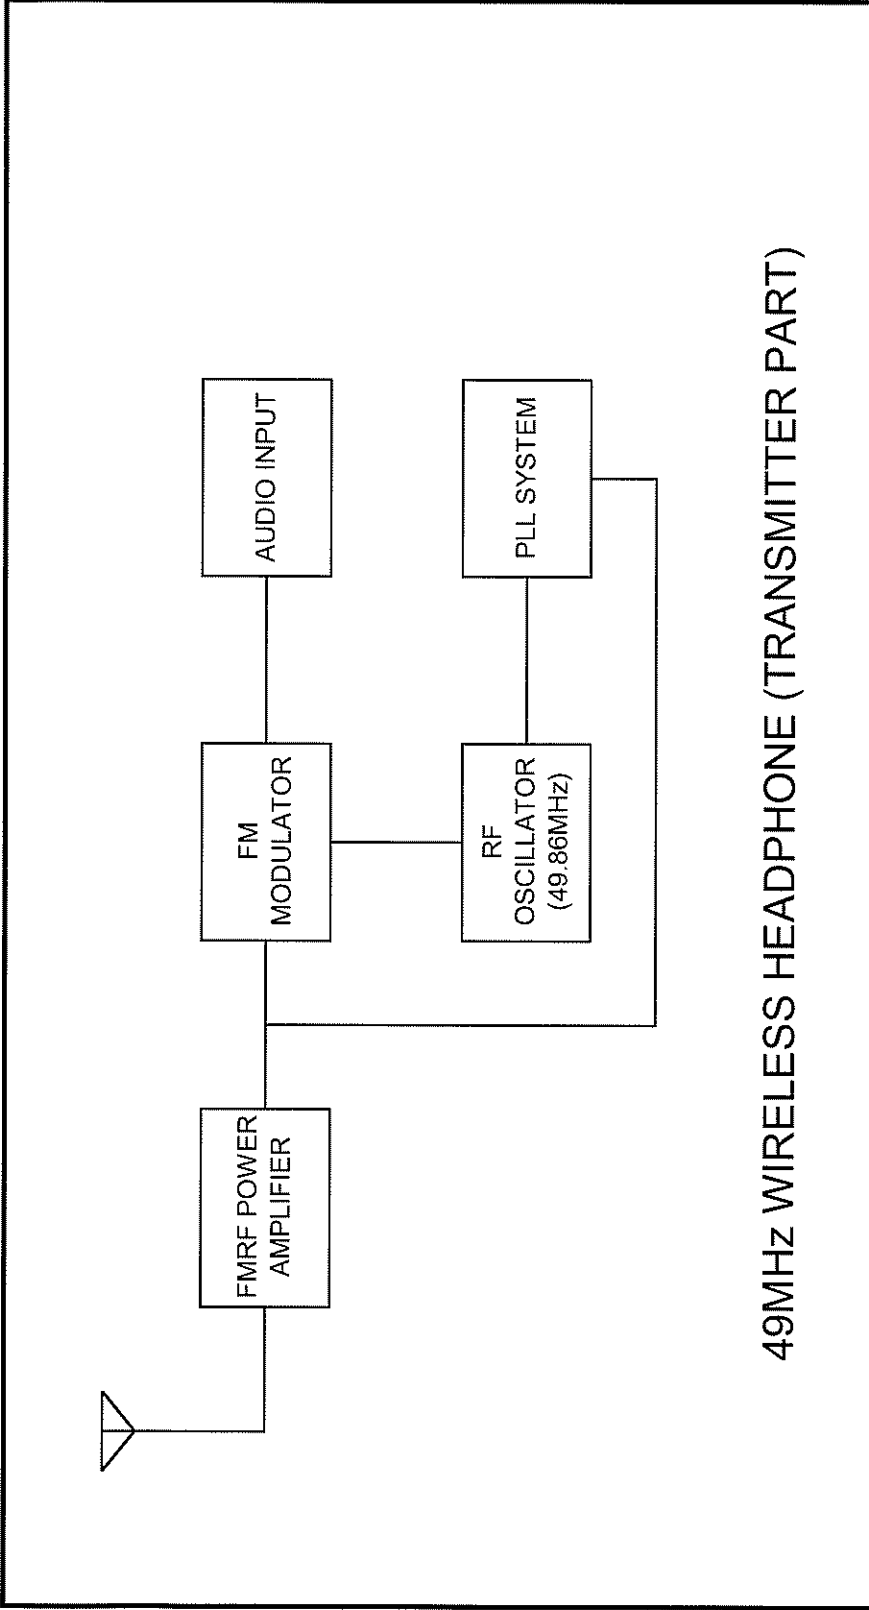 FMRF POWER
AMPLIFIER
FM
MODULATOR
AUDIO INPUT
RF
OSCILLATOR
(49.86MHz)
PLL SYSTEM
49MHz WIRELESS HEADPHONE (TRANSMITTER PART)